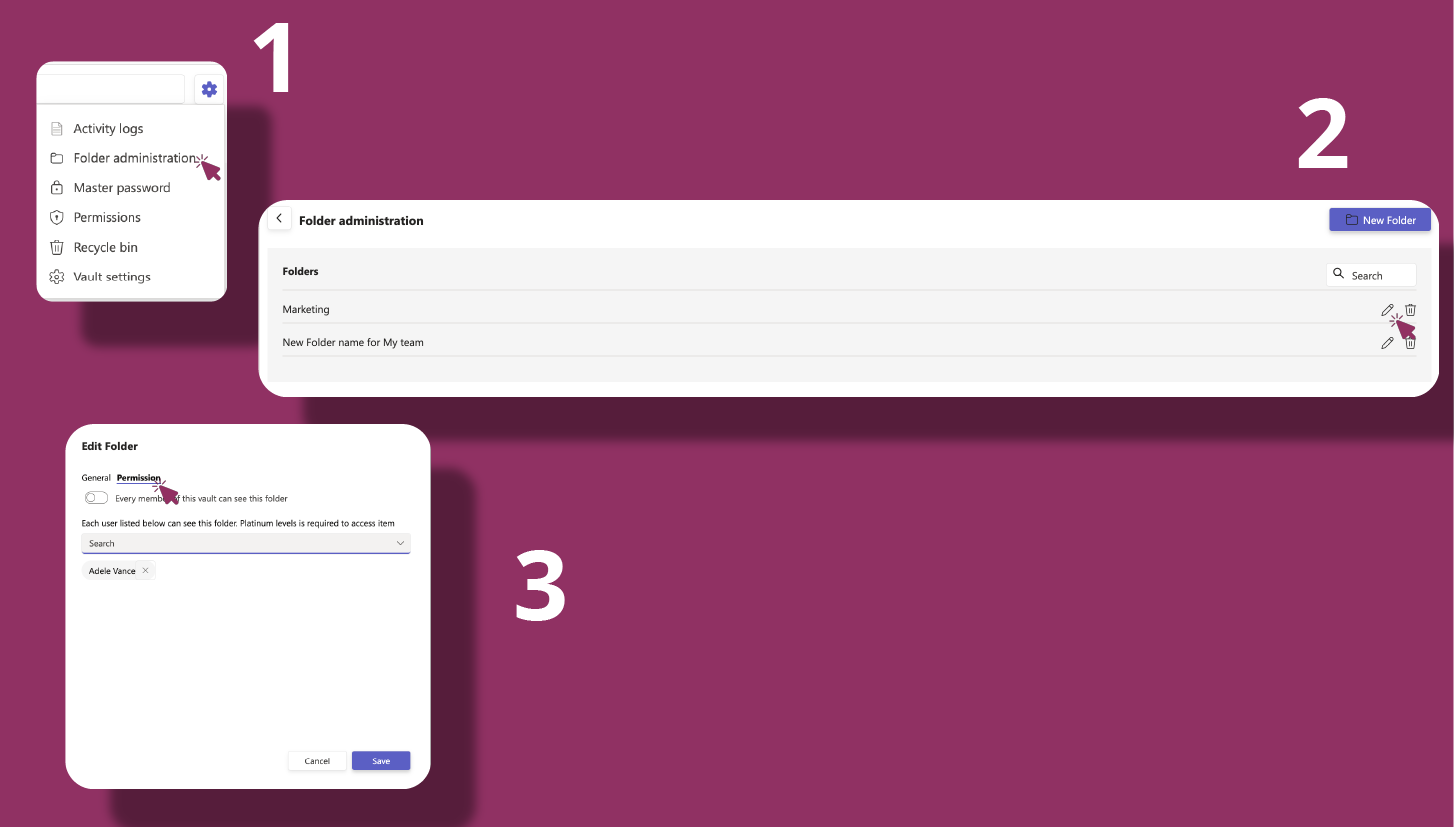 1
Activity logs
Folder administration
Master password
Permissions
Recycle bin
Vault settings
2
Folder administration
New Folder
Folders
Search
Marketing
New Folder name for My team
Edit Folder
General Permission
Every memb f this vault can see this folder
Each user listed below can see this folder. Platinum levels is required to access item
Search
Adele Vance
Cancel Save
3